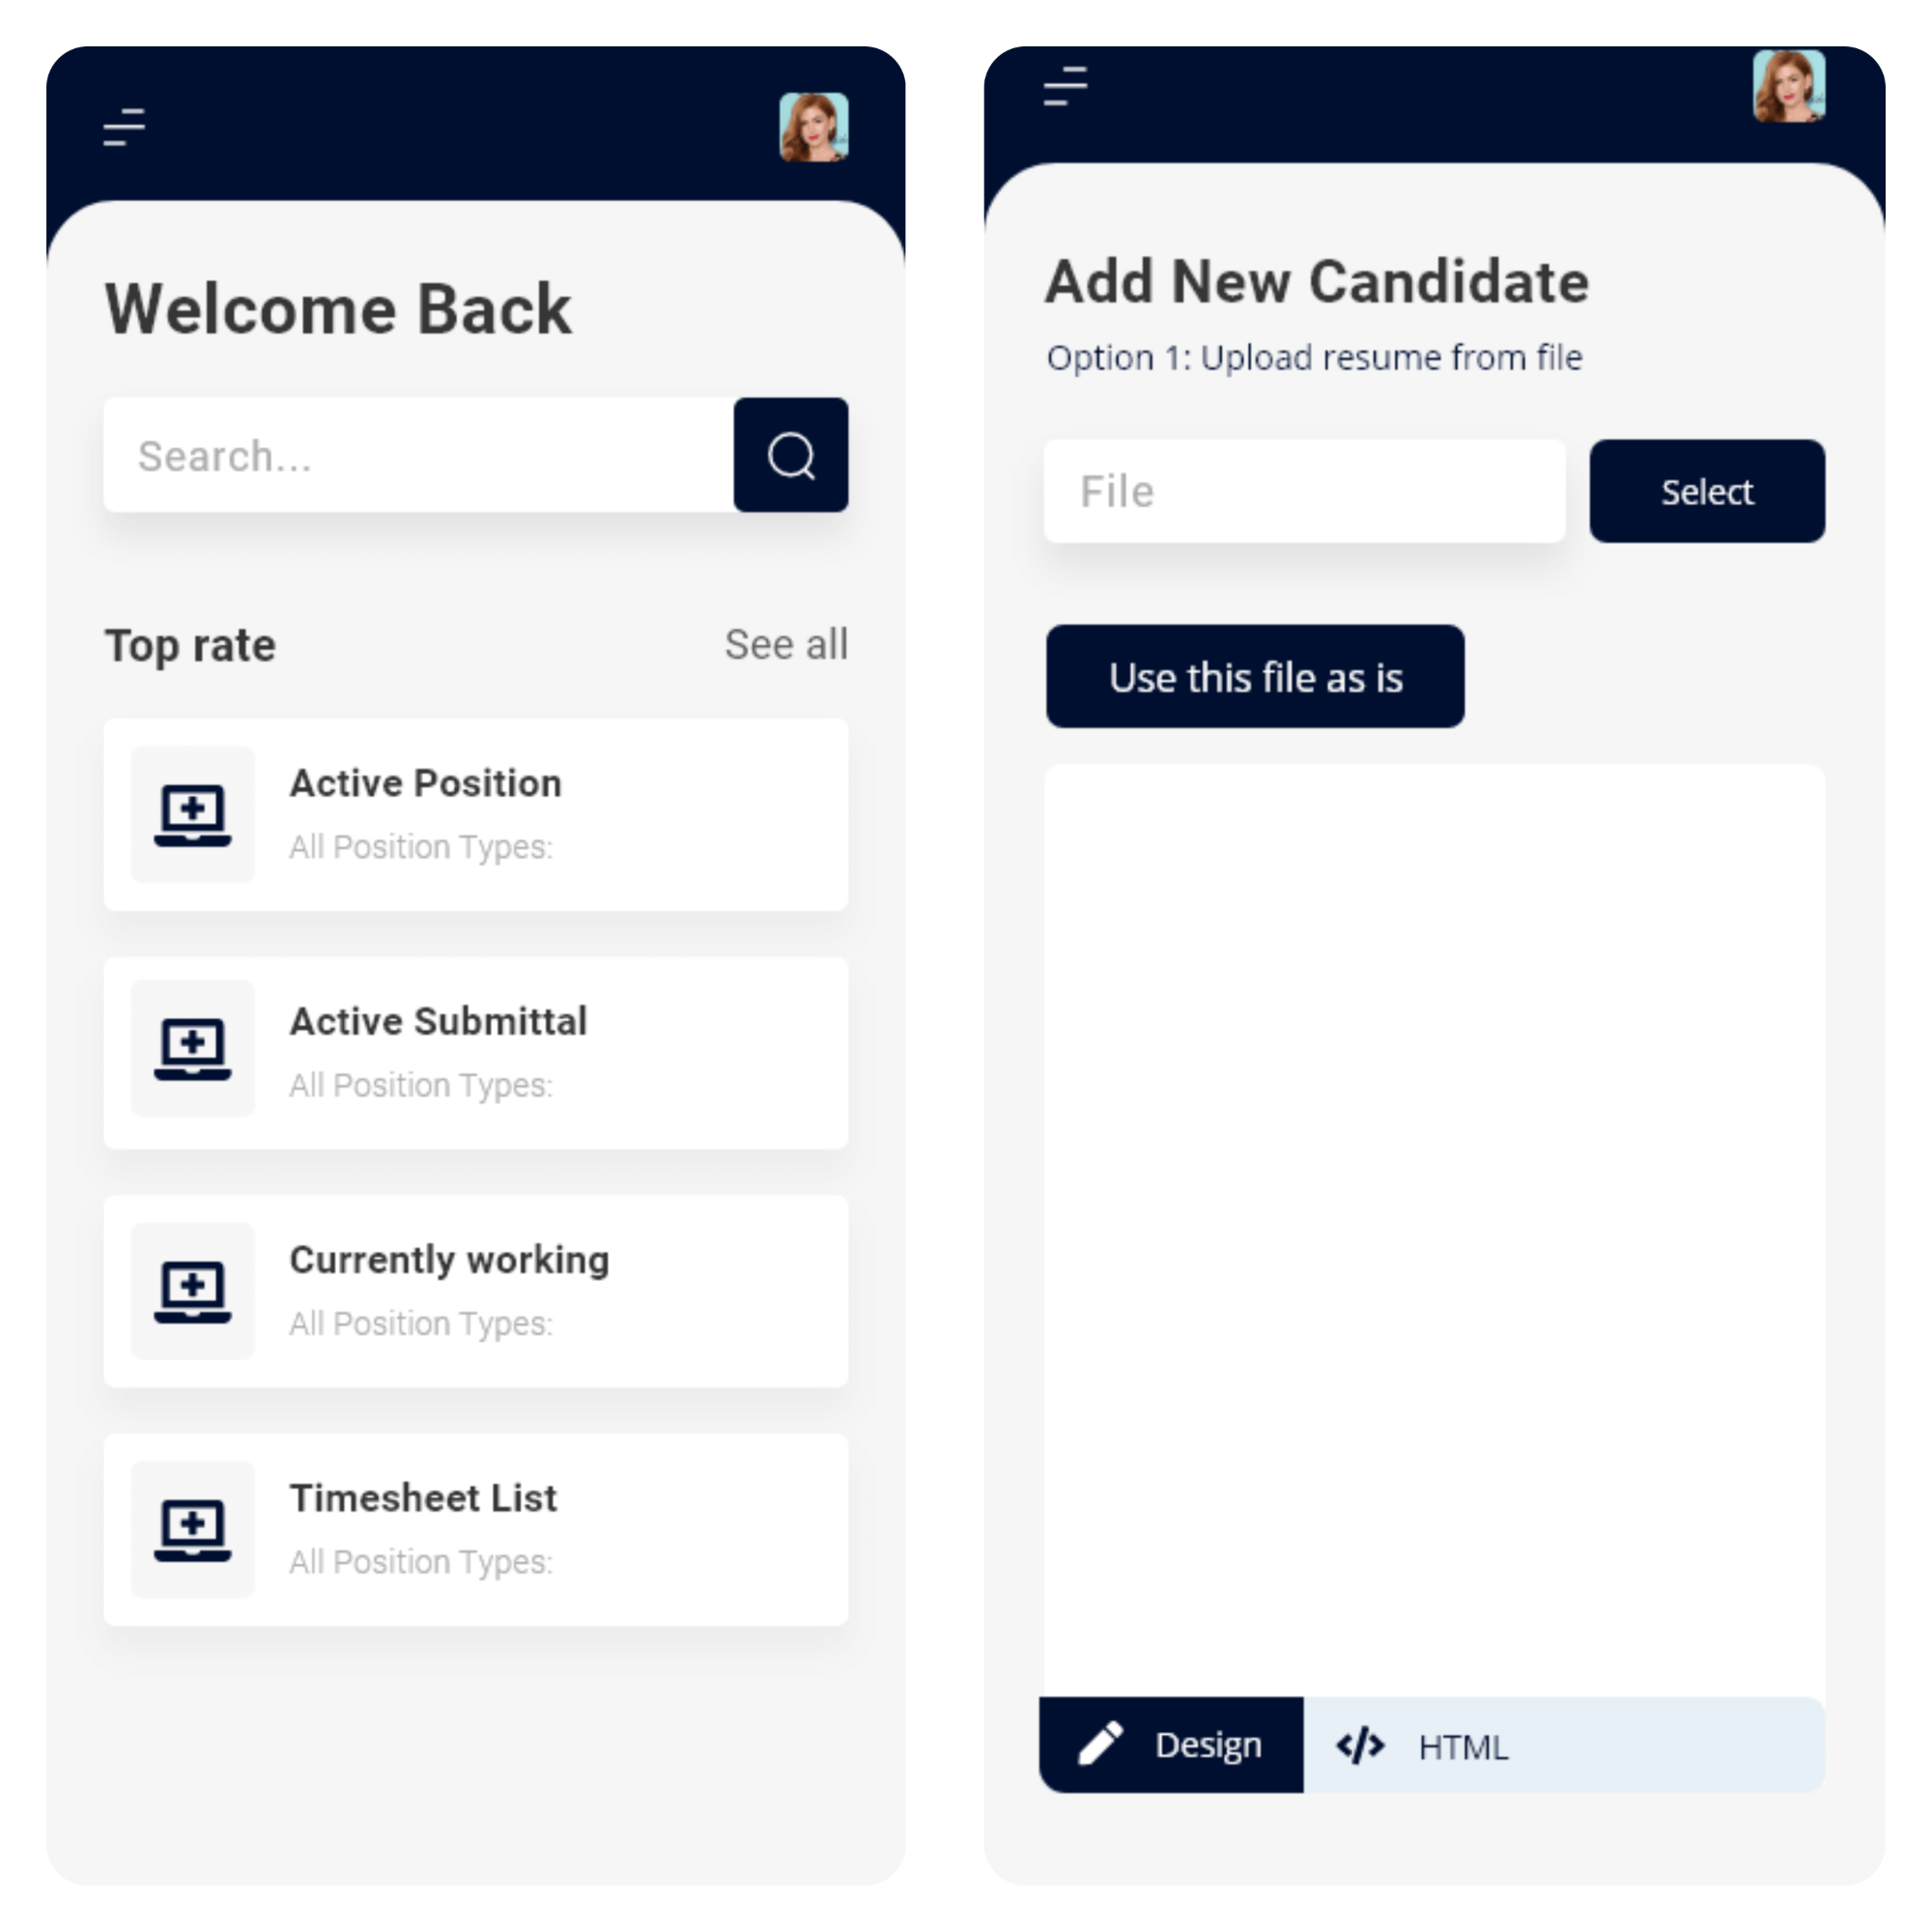 Welcome Back
Search...
Top rate
See all
Active Position
All Position Types:
Active Submittal
All Position Types:
Currently working
All Position Types:
Timesheet List
All Position Types:
Add New Candidate
Option 1: Upload resume from file
File
Select
Use this file as is
Design
HTML